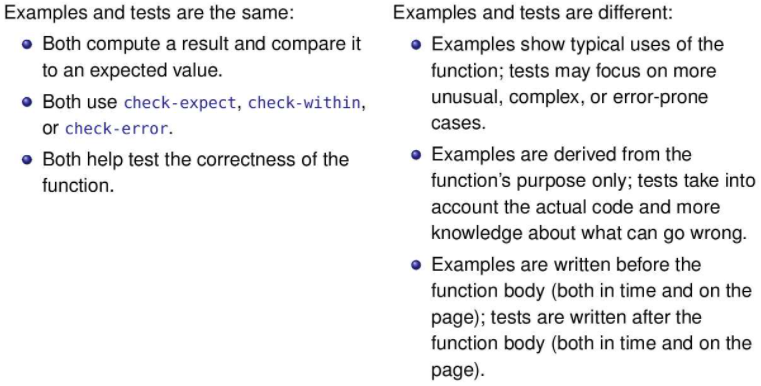 Examples and tests are the same:
Both compute a result and compare it
to an expected value.
Both use check-expect, check-within,
or check-error.
Both help test the correctness of the
function.
Examples and tests are different:
Examples show typical uses of the
function; tests may focus on more
unusual, complex, or error-prone
cases.
Examples are derived from the
function's purpose only; tests take into
account the actual code and more
knowledge about what can go wrong.
Examples are written before the
function body (both in time and on the
page); tests are written after the
function body (both in time and on the
page).